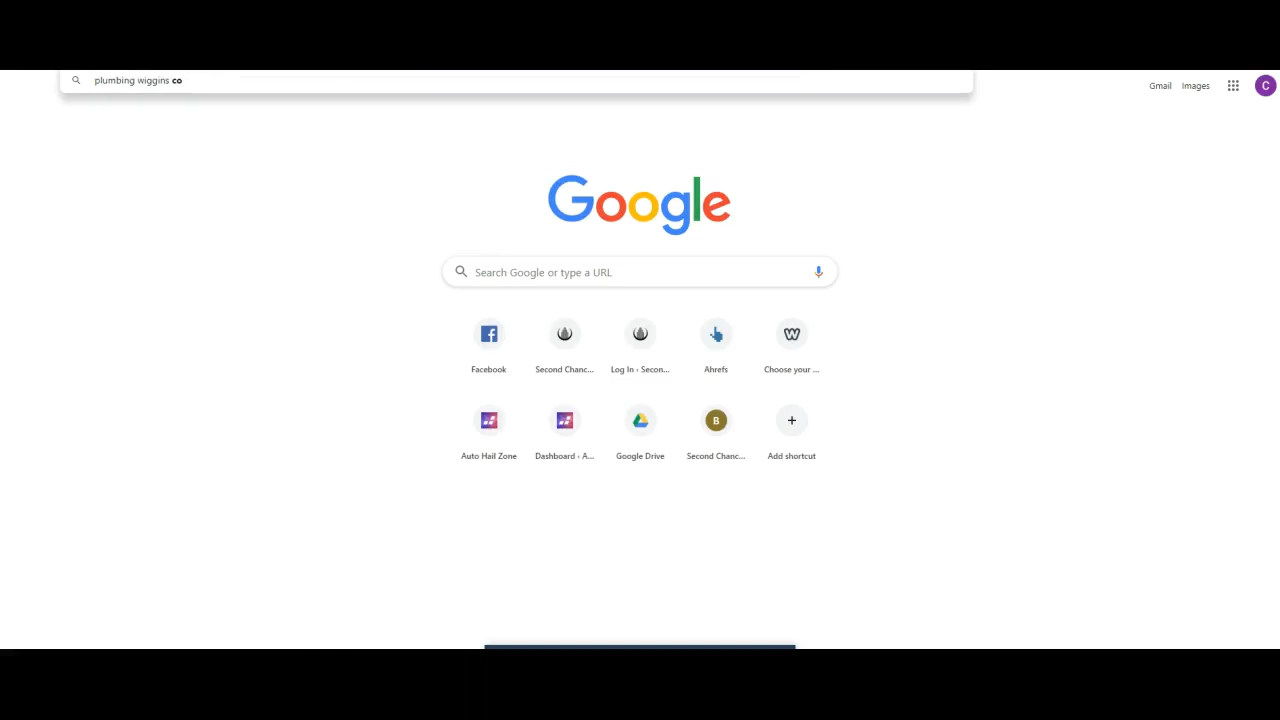 plumbing wiggins co
Gmail Images
C
Google
Search Google or type a URL
Facebook Second Chanc... Log In ‹ Secon... Ahrefs Choose your ...
B
Auto Hail Zone Dashboard ‹ A... Google Drive Second Chanc... Add shortcut